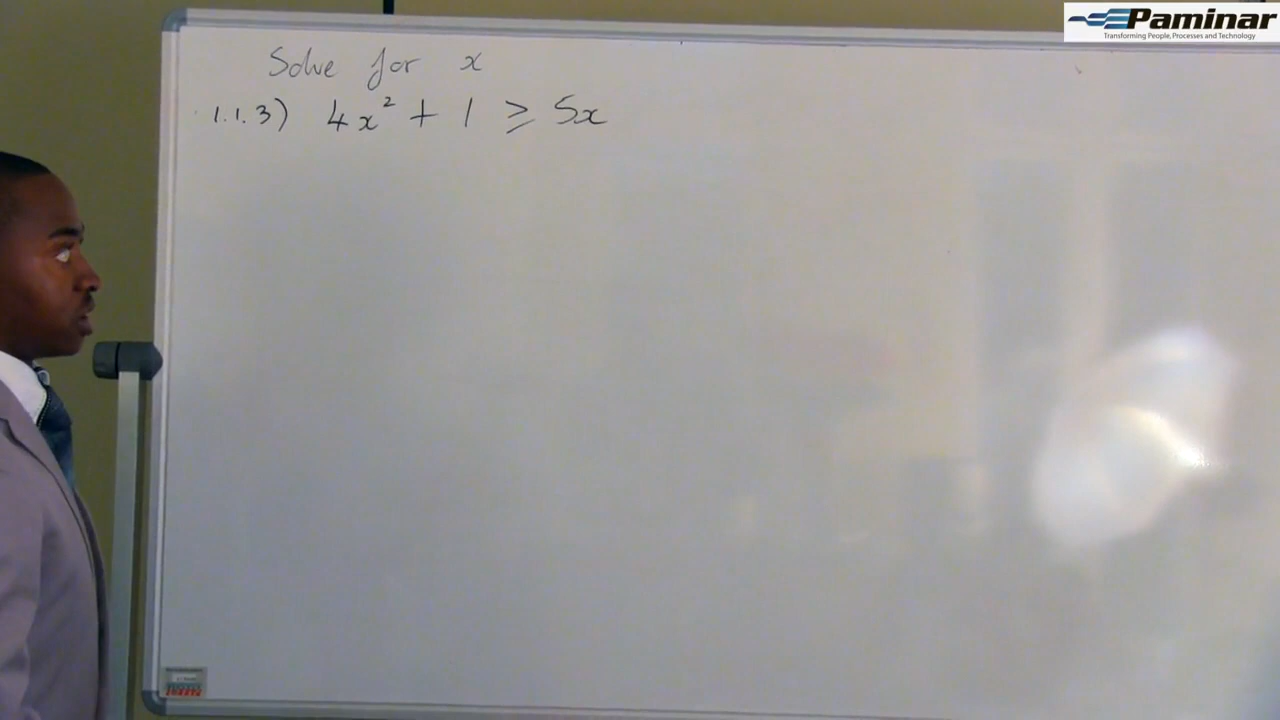 Paminar
Transforming People, Processes and Technology
Solve for x
1.1.3) 4x² + 1 ≥ 5x